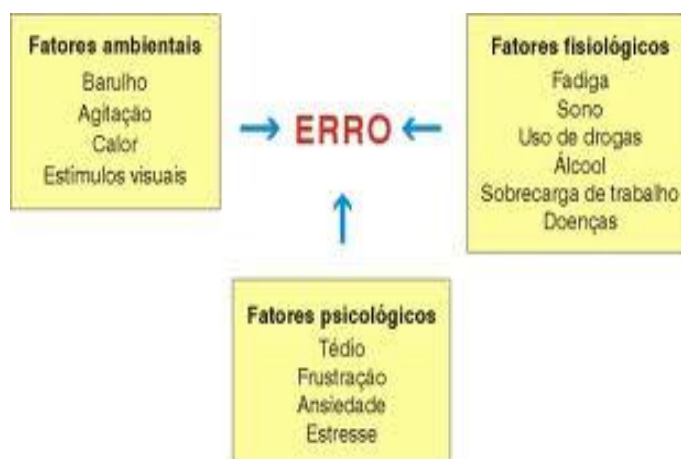 Fatores ambientais
Barulho
Agitação
Calor
Estímulos visuais
ERRO
Fatores fisiológicos
Fadiga
Sono
Uso de drogas
Álcool
Sobrecarga de trabalho
Doenças
Fatores psicológicos
Tédio
Frustração
Ansiedade
Estresse